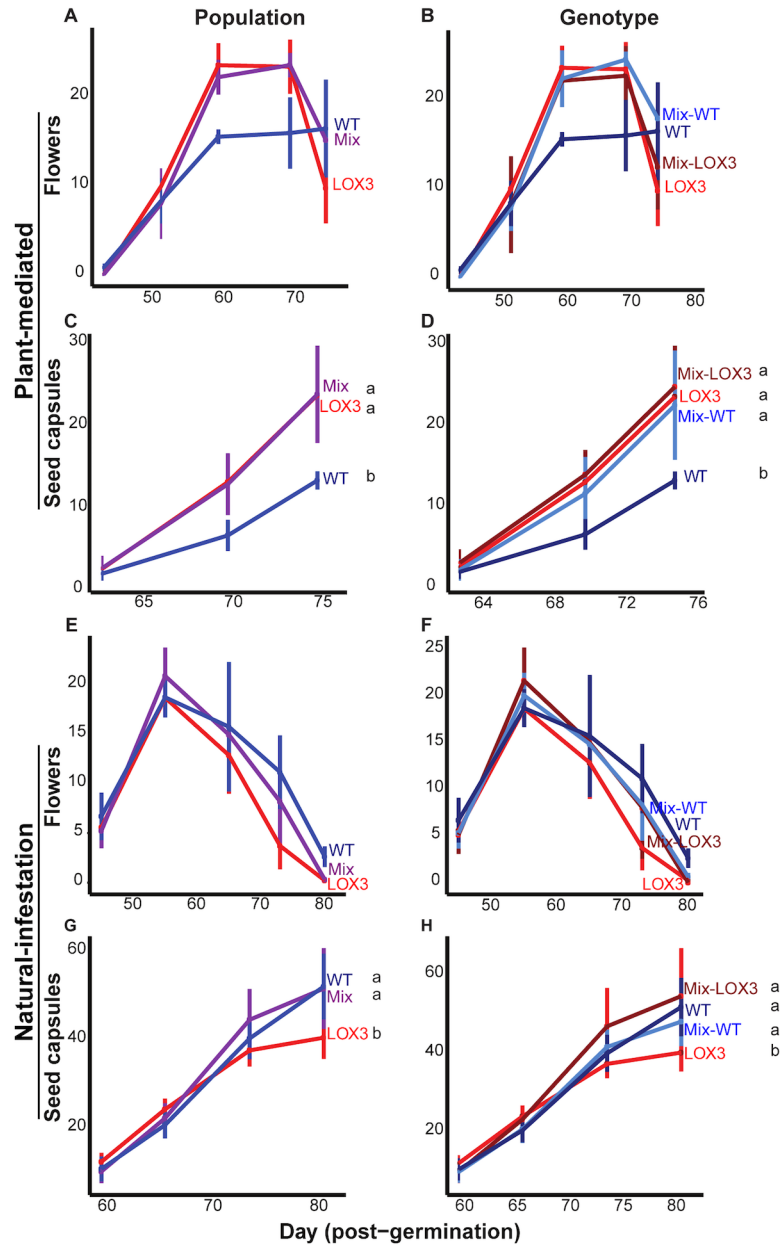 Population
Genotype
A
B
Plant-mediated
Flowers
20
10
0
50
60
70
WT
Mix
LOX3
20
10
0
50
60
70
80
Mix-WT
WT
Mix-LOX3
LOX3
C
D
Seed capsules
30
20
10
0
65
70
75
Mix a
LOX3 a
WT b
30
20
10
0
64
68
72
76
Mix-LOX3 a
LOX3 a
Mix-WT a
WT b
E
F
Natural-infestation
Flowers
20
15
10
5
0
50
60
70
80
WT
Mix
LOX3
25
20
15
10
5
0
50
60
70
80
Mix-WT
WT
Mix-LOX3
LOX3
G
H
Seed capsules
60
40
20
60
70
80
WT a
Mix a
LOX3 b
60
40
20
60
65
70
75
80
Mix-LOX3 a
WT a
Mix-WT a
LOX3 b
Day (post−germination)